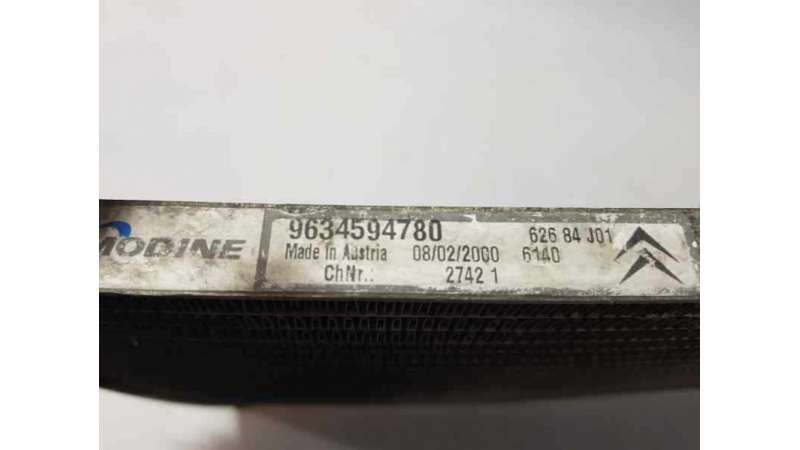 MODINE
9634594780 626 84 J01
Made in Austria 08/02/2000 6140
ChNr.: 2742 1